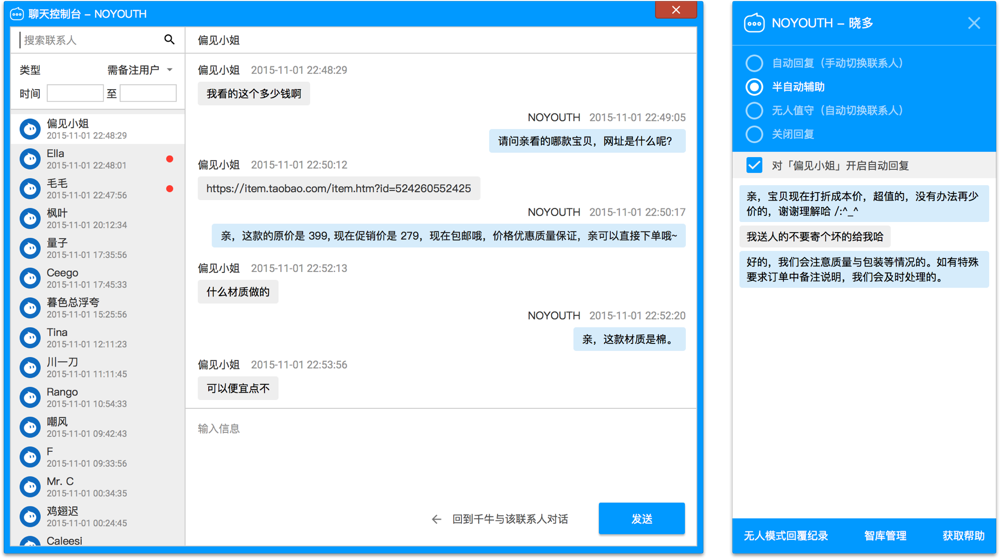 聊天控制台 – NOYOUTH
搜索联系人
类型
需备注用户
时间
至
偏见小姐
2015-11-01 22:48:29
Ella
2015-11-01 22:48:01
毛毛
2015-11-01 22:47:56
枫叶
2015-11-01 20:12:34
量子
2015-11-01 17:35:56
Ceego
2015-11-01 17:45:33
暮色总浮夸
2015-11-01 15:25:56
Tina
2015-11-01 12:11:23
川一刀
2015-11-01 11:11:45
Rango
2015-11-01 10:54:33
嘲风
2015-11-01 09:42:43
F
2015-11-01 09:33:56
Mr. C
2015-11-01 00:34:35
鸡翅迟
2015-11-01 00:24:45
Caleesi
偏见小姐
偏见小姐 2015-11-01 22:48:29
我看的这个多少钱啊
NOYOUTH 2015-11-01 22:49:05
请问亲看的哪款宝贝，网址是什么呢？
偏见小姐 2015-11-01 22:50:12
https://item.taobao.com/item.htm?id=524260552425
NOYOUTH 2015-11-01 22:50:17
亲，这款的原价是 399, 现在促销价是 279，现在包邮哦，价格优惠质量保证，亲可以直接下单哦~
偏见小姐 2015-11-01 22:52:13
什么材质做的
NOYOUTH 2015-11-01 22:52:20
亲，这款材质是棉。
偏见小姐 2015-11-01 22:53:56
可以便宜点不
输入信息
回到千牛与该联系人对话
发送
NOYOUTH – 晓多
自动回复（手动切换联系人）
半自动辅助
无人值守（自动切换联系人）
关闭回复
对「偏见小姐」开启自动回复
亲，宝贝现在打折成本价，超值的，没有办法再少
价的，谢谢理解哈 /:^_^
我送人的不要寄个坏的给我哈
好的，我们会注意质量与包装等情况的。如有特殊
要求订单中备注说明，我们会及时处理的。
无人模式回覆纪录
智库管理
获取帮助